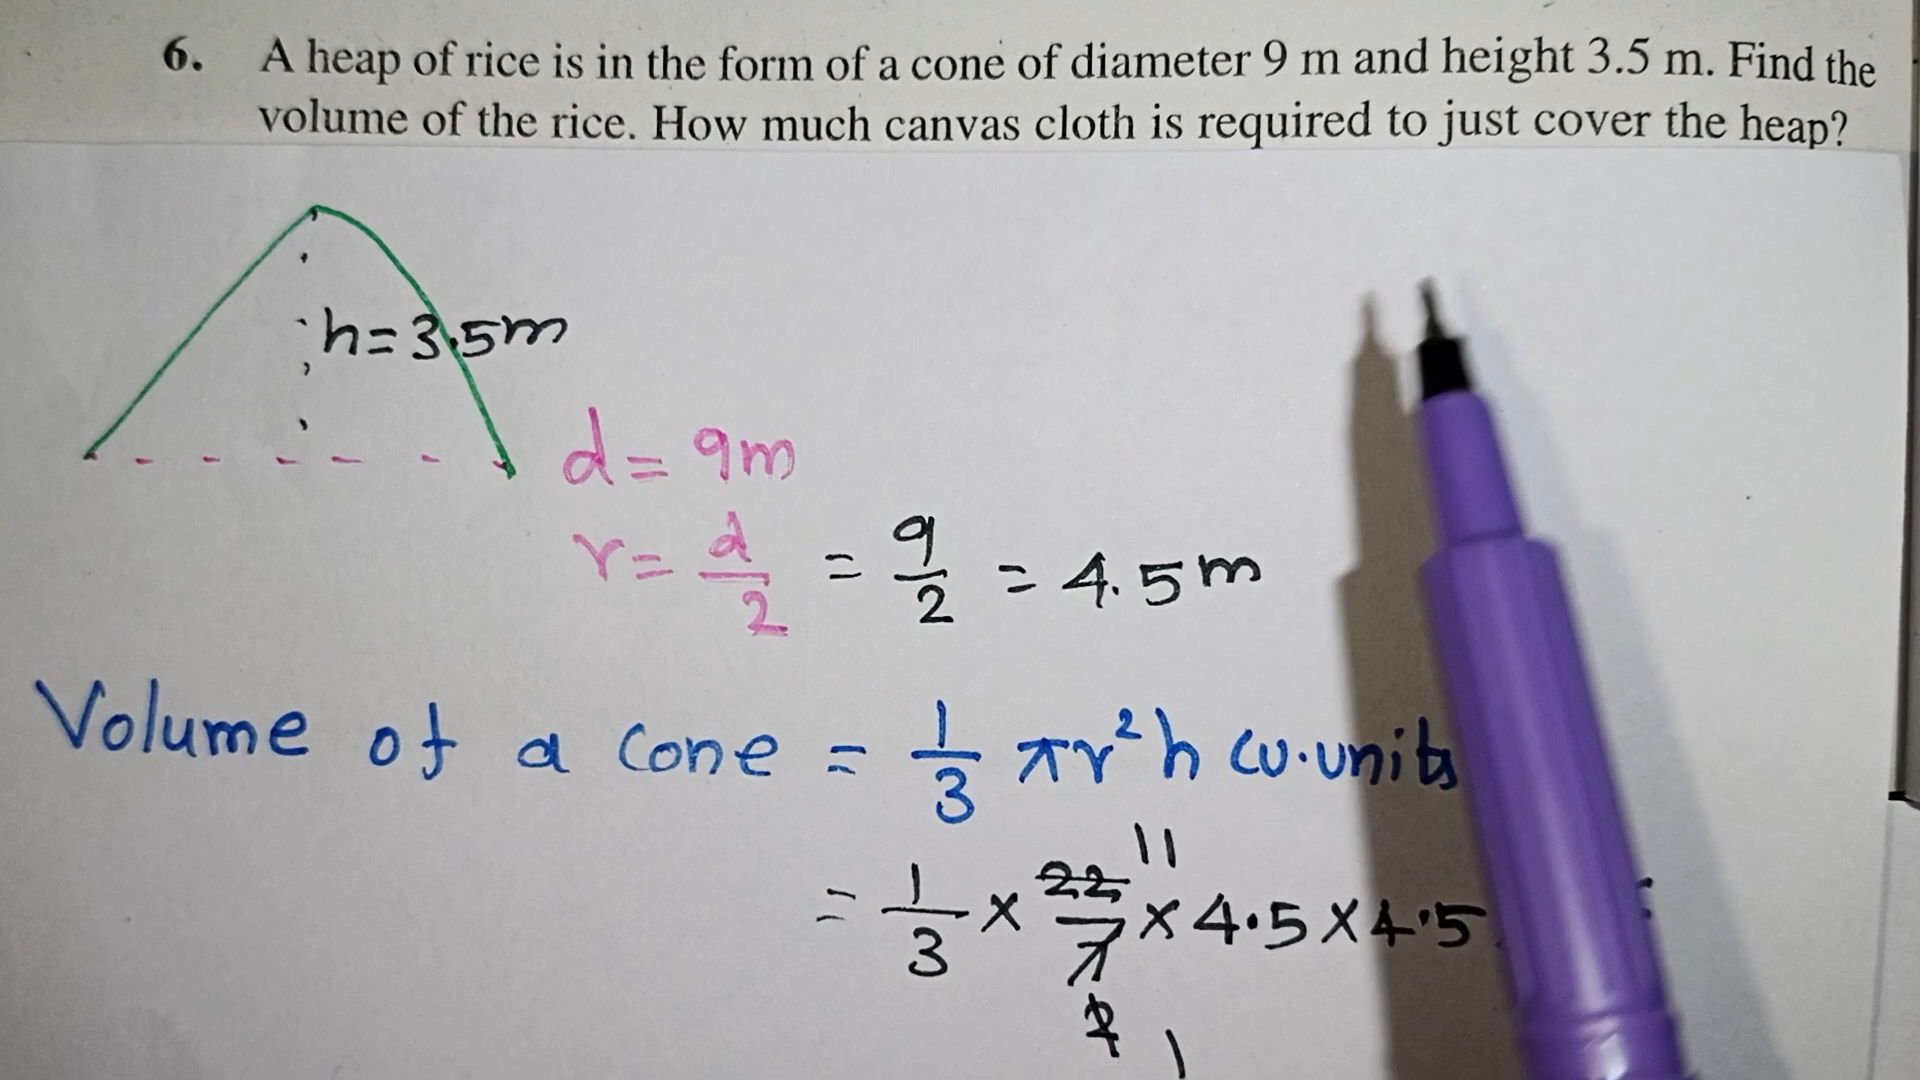 6. A heap of rice is in the form of a cone of diameter 9 m and height 3.5 m. Find the
volume of the rice. How much canvas cloth is required to just cover the heap?
h=3.5m
d=9m
r=d/2 = 9/2 = 4.5m
Volume of a cone = 1/3 πr²h cu.units
11
= 1/3 × 22/7 × 4.5 × 4.5
2
1